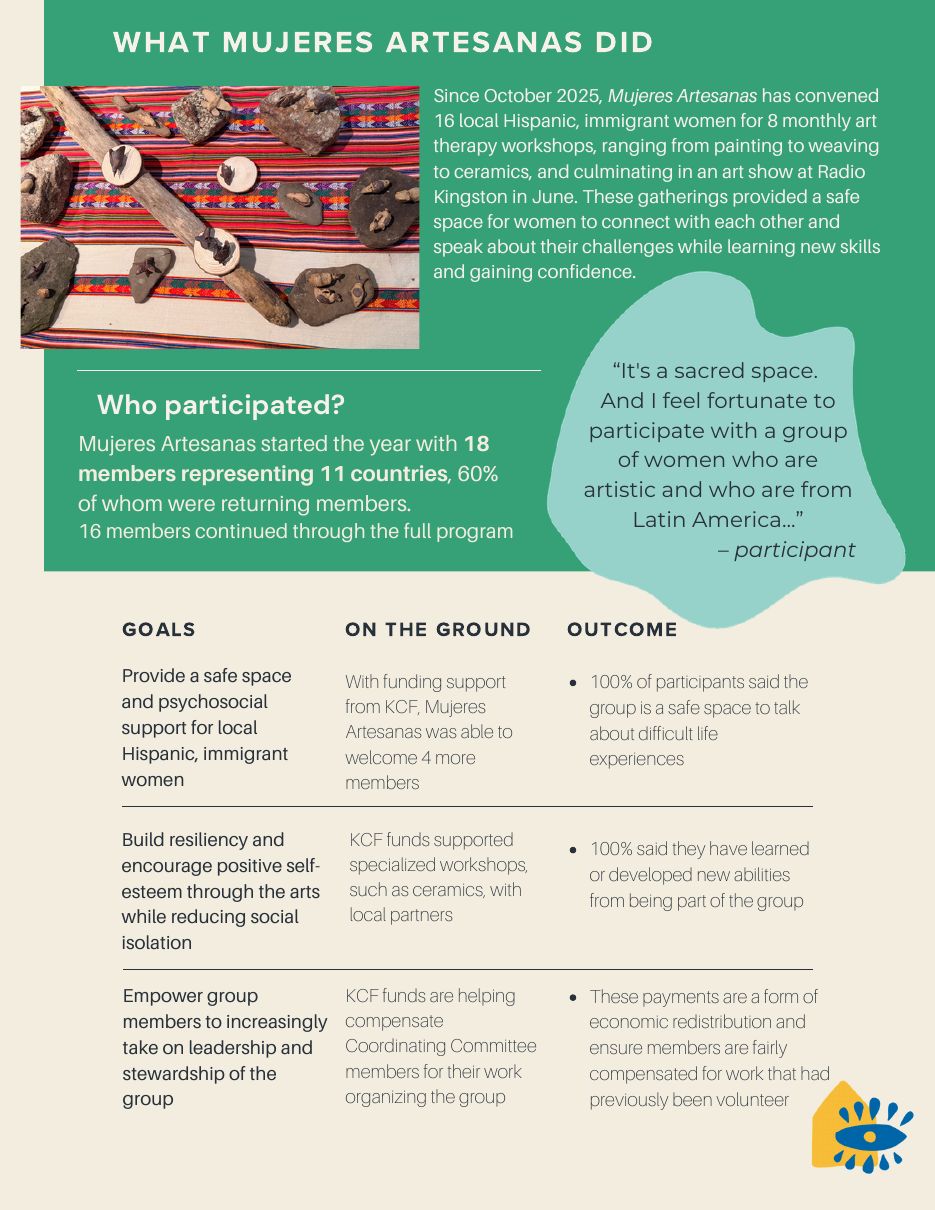 WHAT MUJERES ARTESANAS DID
Since October 2025, Mujeres Artesanas has convened
16 local Hispanic, immigrant women for 8 monthly art
therapy workshops, ranging from painting to weaving
to ceramics, and culminating in an art show at Radio
Kingston in June. These gatherings provided a safe
space for women to connect with each other and
speak about their challenges while learning new skills
and gaining confidence.
“It's a sacred space.
And I feel fortunate to
participate with a group
of women who are
artistic and who are from
Latin America...”
– participant
Who participated?
Mujeres Artesanas started the year with 18
members representing 11 countries, 60%
of whom were returning members.
16 members continued through the full program
GOALS
ON THE GROUND
OUTCOME
Provide a safe space
and psychosocial
support for local
Hispanic, immigrant
women
With funding support
from KCF, Mujeres
Artesanas was able to
welcome 4 more
members
• 100% of participants said the
group is a safe space to talk
about difficult life
experiences
Build resiliency and
encourage positive self-
esteem through the arts
while reducing social
isolation
KCF funds supported
specialized workshops,
such as ceramics, with
local partners
• 100% said they have learned
or developed new abilities
from being part of the group
Empower group
members to increasingly
take on leadership and
stewardship of the
group
KCF funds are helping
compensate
Coordinating Committee
members for their work
organizing the group
• These payments are a form of
economic redistribution and
ensure members are fairly
compensated for work that had
previously been volunteer